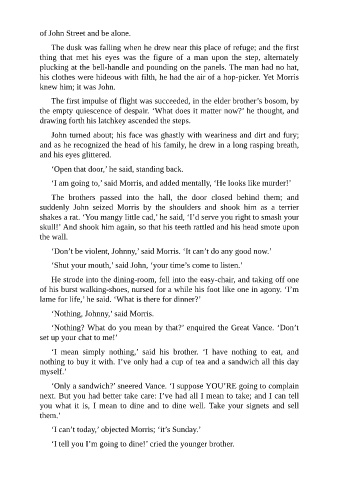 of John Street and be alone.
The dusk was falling when he drew near this place of refuge; and the first
thing that met his eyes was the figure of a man upon the step, alternately
plucking at the bell-handle and pounding on the panels. The man had no hat,
his clothes were hideous with filth, he had the air of a hop-picker. Yet Morris
knew him; it was John.
The first impulse of flight was succeeded, in the elder brother’s bosom, by
the empty quiescence of despair. ‘What does it matter now?’ he thought, and
drawing forth his latchkey ascended the steps.
John turned about; his face was ghastly with weariness and dirt and fury;
and as he recognized the head of his family, he drew in a long rasping breath,
and his eyes glittered.
‘Open that door,’ he said, standing back.
‘I am going to,’ said Morris, and added mentally, ‘He looks like murder!’
The brothers passed into the hall, the door closed behind them; and
suddenly John seized Morris by the shoulders and shook him as a terrier
shakes a rat. ‘You mangy little cad,’ he said, ‘I’d serve you right to smash your
skull!’ And shook him again, so that his teeth rattled and his head smote upon
the wall.
‘Don’t be violent, Johnny,’ said Morris. ‘It can’t do any good now.’
‘Shut your mouth,’ said John, ‘your time’s come to listen.’
He strode into the dining-room, fell into the easy-chair, and taking off one
of his burst walking-shoes, nursed for a while his foot like one in agony. ‘I’m
lame for life,’ he said. ‘What is there for dinner?’
‘Nothing, Johnny,’ said Morris.
‘Nothing? What do you mean by that?’ enquired the Great Vance. ‘Don’t
set up your chat to me!’
‘I mean simply nothing,’ said his brother. ‘I have nothing to eat, and
nothing to buy it with. I’ve only had a cup of tea and a sandwich all this day
myself.’
‘Only a sandwich?’ sneered Vance. ‘I suppose YOU’RE going to complain
next. But you had better take care: I’ve had all I mean to take; and I can tell
you what it is, I mean to dine and to dine well. Take your signets and sell
them.’
‘I can’t today,’ objected Morris; ‘it’s Sunday.’
‘I tell you I’m going to dine!’ cried the younger brother.